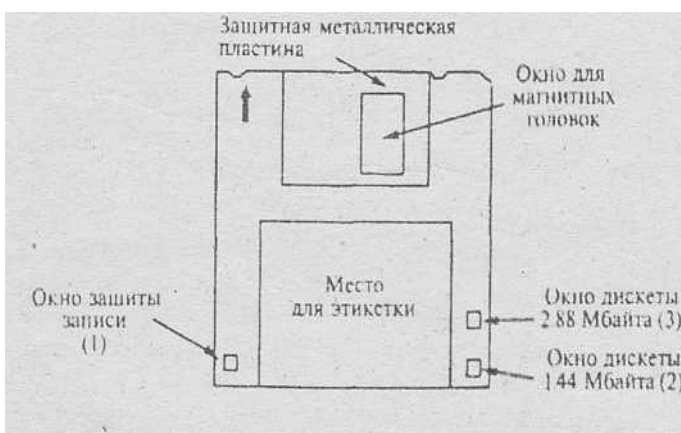 Защитная металлическая
пластина
Окно для
магнитных
головок
Место
для этикетки
Окно зашиты
записи
(1)
Окно дискеты
2.88 Мбайта (3)
Окно дискеты
1.44 Мбайта (2)